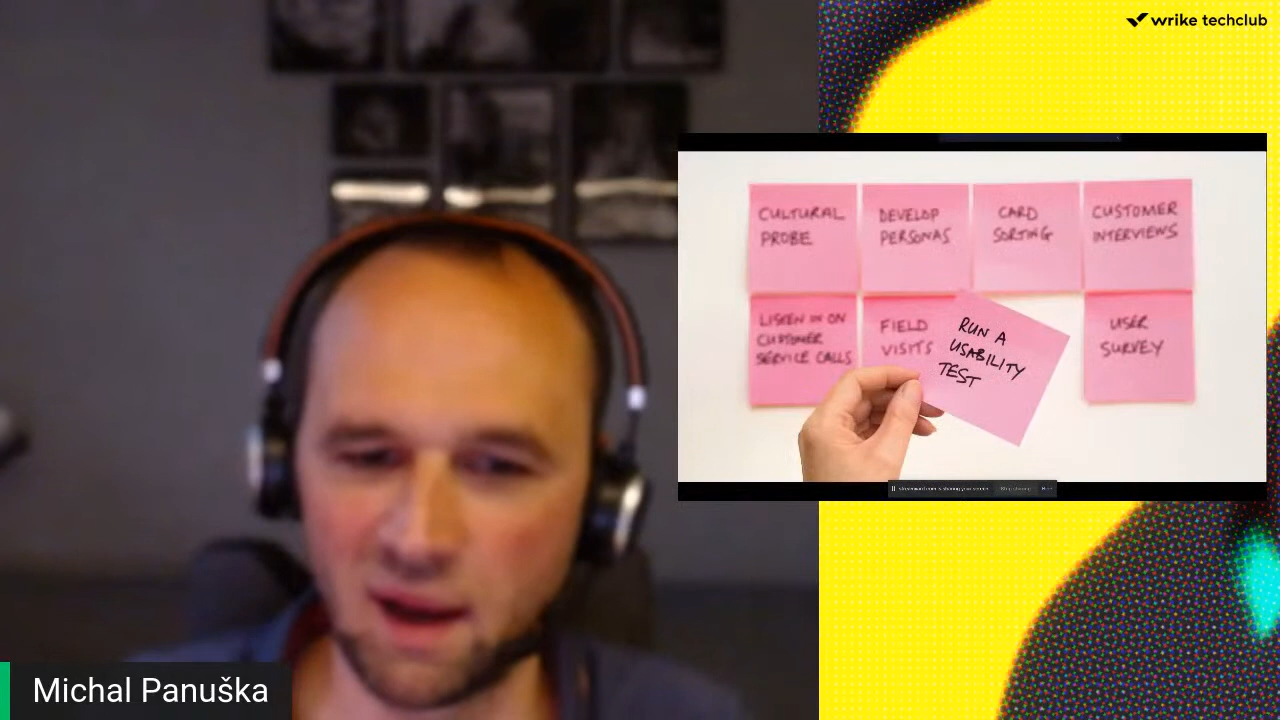 wrike techclub
CULTURAL
PROBE
DEVELOP
PERSONAS
CARD
SORTING
CUSTOMER
INTERVIEWS
LISTEN IN ON
CUSTOMER
SERVICE CALLS
FIELD
VISITS
RUN A
USABILITY
TEST
USER
SURVEY
Michal Panuška